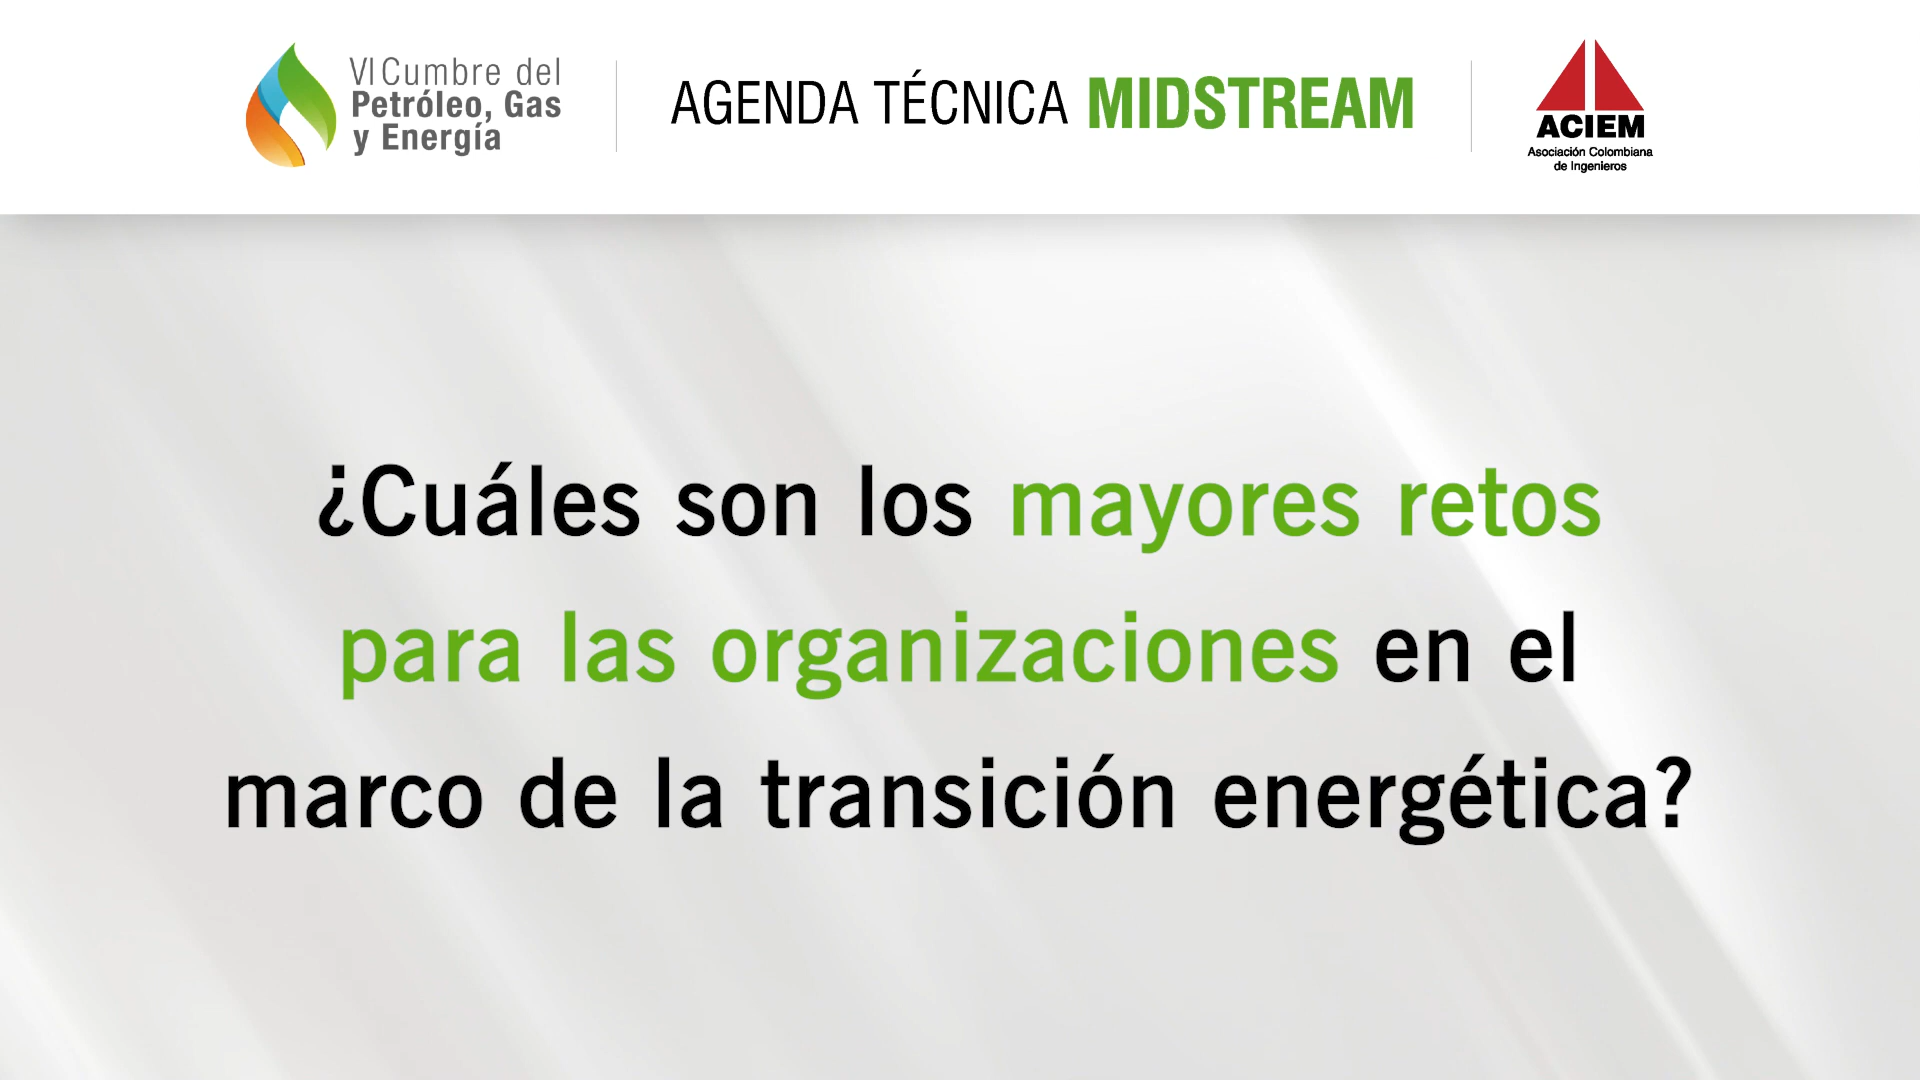 VI Cumbre del
Petróleo, Gas
y Energía
AGENDA TÉCNICA MIDSTREAM
ACIEM
Asociación Colombiana
de Ingenieros
¿Cuáles son los mayores retos
para las organizaciones en el
marco de la transición energética?